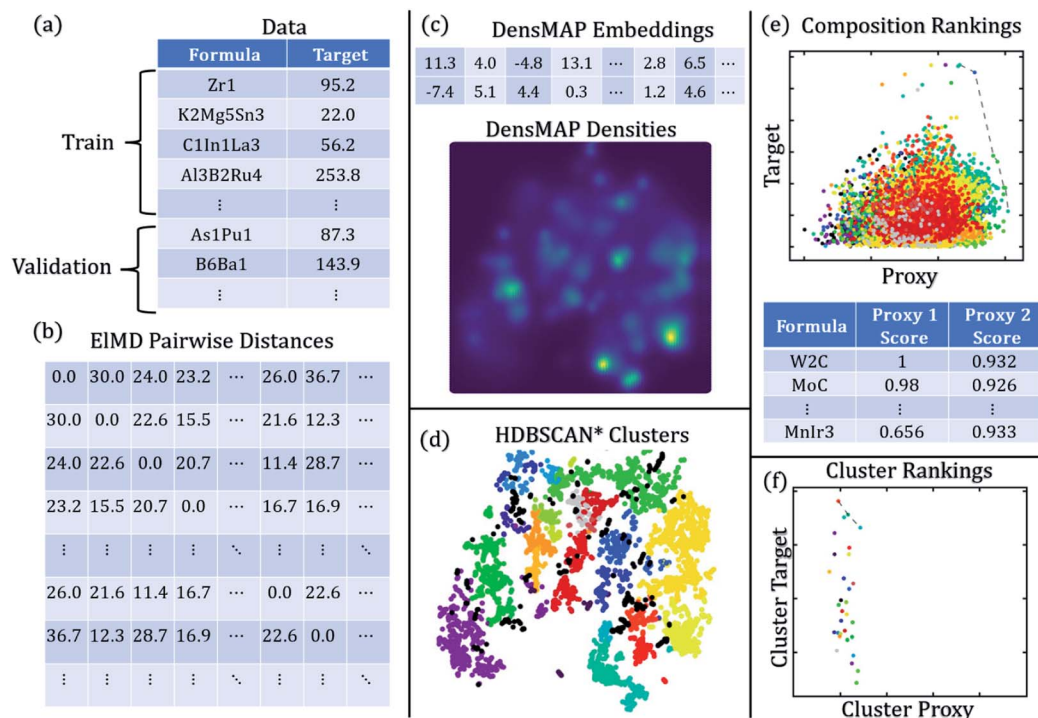 (a)
Data
Formula Target
Zr1 95.2
K2Mg5Sn3 22.0
C1In1La3 56.2
Al3B2Ru4 253.8
⋮ ⋮
As1Pu1 87.3
B6Ba1 143.9
⋮ ⋮
Train
Validation
(b)
ElMD Pairwise Distances
0.0 30.0 24.0 23.2 ⋯ 26.0 36.7 ⋯
30.0 0.0 22.6 15.5 ⋯ 21.6 12.3 ⋯
24.0 22.6 0.0 20.7 ⋯ 11.4 28.7 ⋯
23.2 15.5 20.7 0.0 ⋯ 16.7 16.9 ⋯
⋮ ⋮ ⋮ ⋮ ⋱ ⋮ ⋮ ⋱
26.0 21.6 11.4 16.7 ⋯ 0.0 22.6 ⋯
36.7 12.3 28.7 16.9 ⋯ 22.6 0.0 ⋯
⋮ ⋮ ⋮ ⋮ ⋱ ⋮ ⋮ ⋱
(c)
DensMAP Embeddings
11.3 4.0 -4.8 13.1 ⋯ 2.8 6.5 ⋯
-7.4 5.1 4.4 0.3 ⋯ 1.2 4.6 ⋯
DensMAP Densities
(d)
HDBSCAN* Clusters
(e)
Composition Rankings
Target
Proxy
Formula Proxy 1 Score Proxy 2 Score
W2C 1 0.932
MoC 0.98 0.926
⋮ ⋮ ⋮
MnIr3 0.656 0.933
Cluster Rankings
(f)
Cluster Target
Cluster Proxy